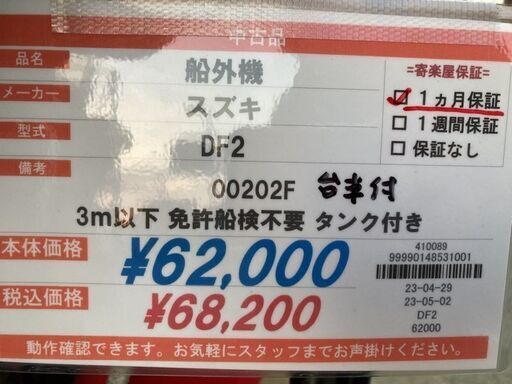 中古品
品名 船外機
メーカー スズキ
型式 DF2
備考 00202F 台車付
3m以下 免許船検不要 タンク付き
=寄楽屋保証=
☑1ヵ月保証
□1週間保証
□保証なし
本体価格 ¥62,000
税込価格 ¥68,200
410089
99990148531001
23-04-29
23-05-02
DF2
62000
動作確認できます。お気軽にスタッフまでお声掛けください。